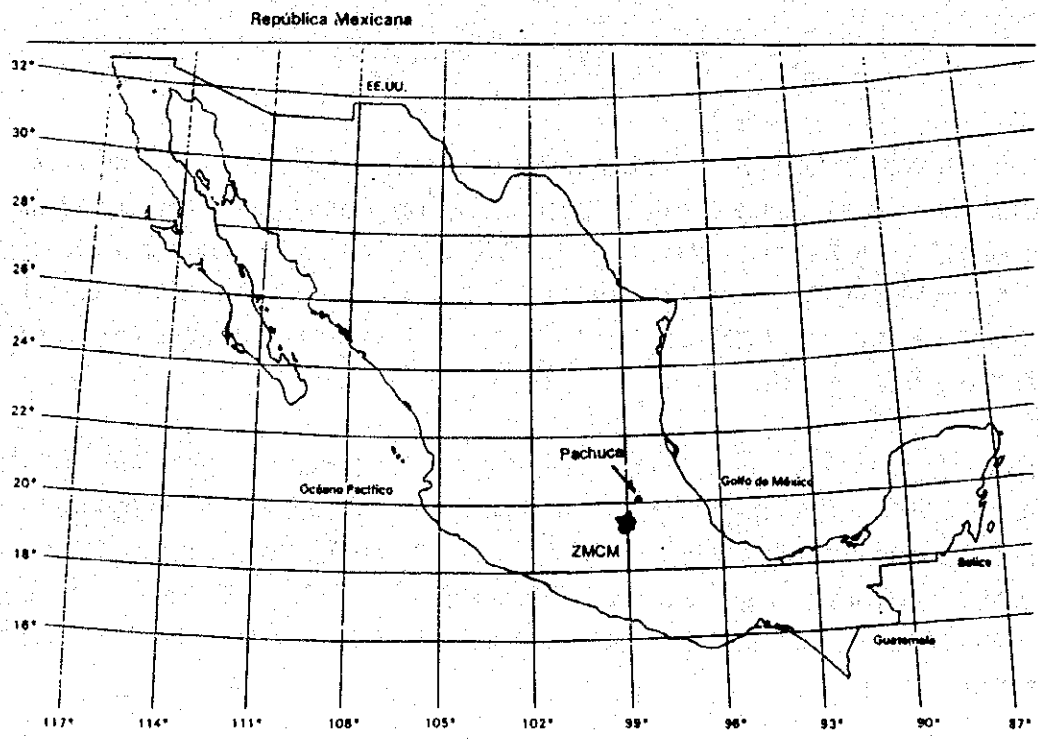 República Mexicana
32°
EE.UU.
30°
28°
26°
24°
22°
Pachuca
20°
Océano Pacífico
Golfo de México
18°
ZMCM
Belice
16°
Guatemala
117° 114° 111° 108° 105° 102° 99° 96° 93° 90° 87°